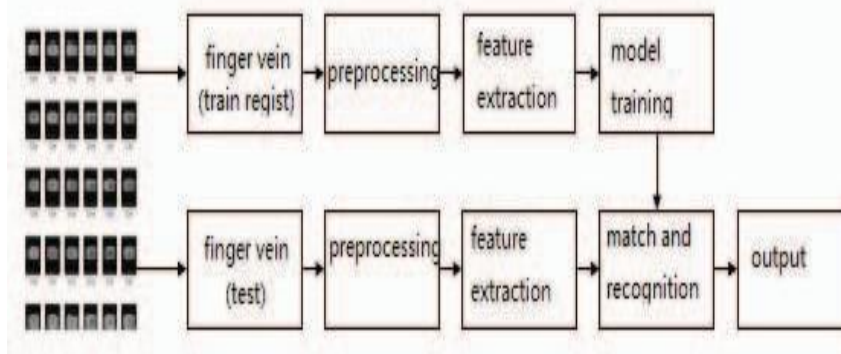 finger vein
(train regist)
preprocessing
feature
extraction
model
training
finger vein
(test)
preprocessing
feature
extraction
match and
recognition
output